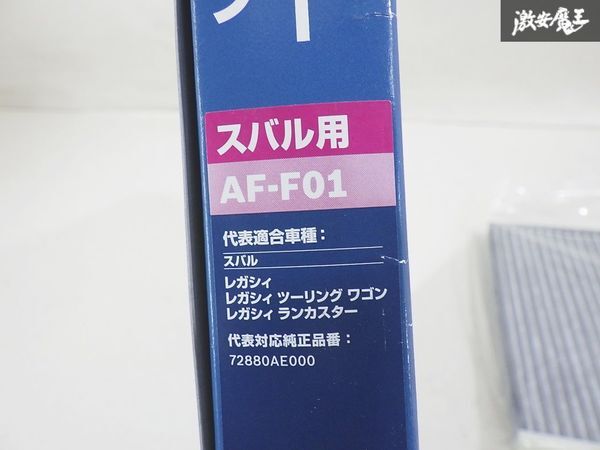 激安魔王
スバル用
AF-F01
代表適合車種：
スバル
レガシィ
レガシィ ツーリング ワゴン
レガシィ ランカスター
代表対応純正品番：
72880AE000